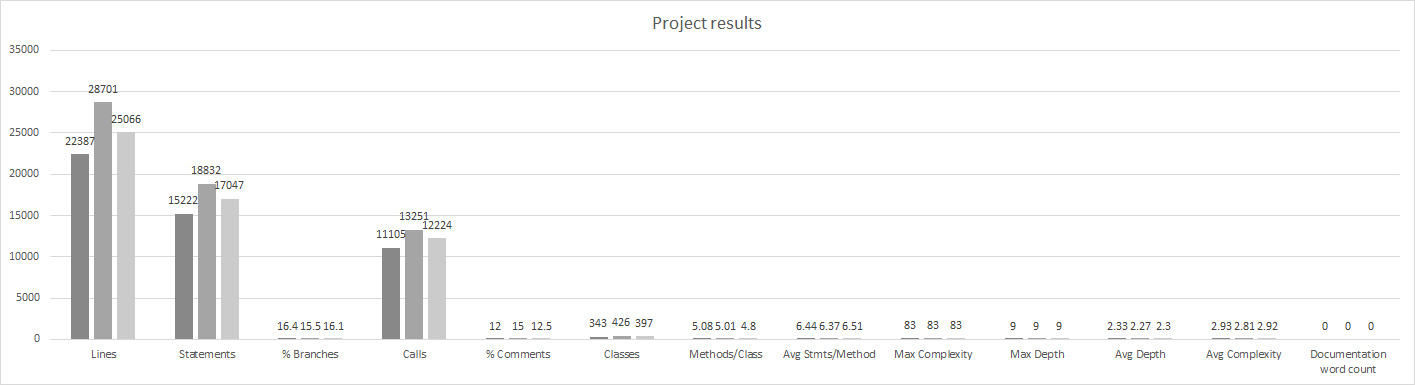 Project results
35000
30000
25000
20000
15000
10000
5000
0
22387 28701 25066
15222 18832 17047
16.4 15.5 16.1
11105 13251 12224
12 15 12.5
343 426 397
5.08 5.01 4.8
6.44 6.37 6.51
83 83 83
9 9 9
2.33 2.27 2.3
2.93 2.81 2.92
0 0 0
Lines
Statements
% Branches
Calls
% Comments
Classes
Methods/Class
Avg Stmts/Method
Max Complexity
Max Depth
Avg Depth
Avg Complexity
Documentation
word count